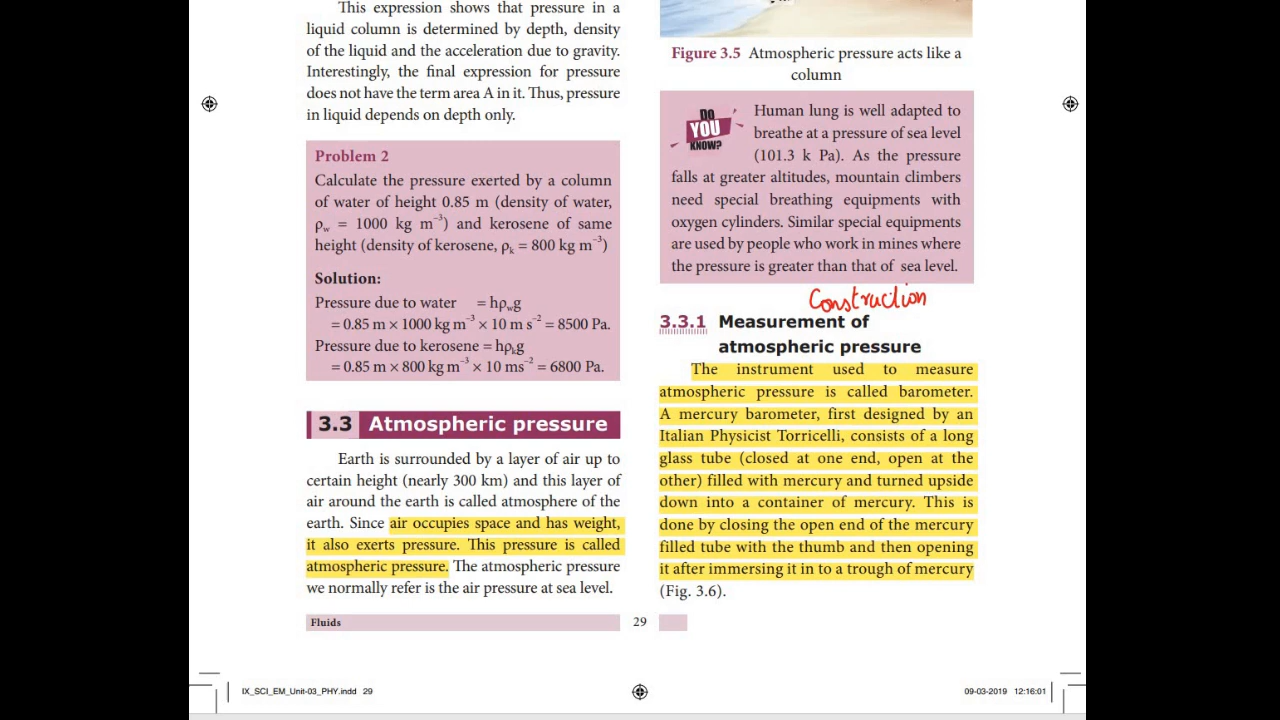 This expression shows that pressure in a
liquid column is determined by depth, density
of the liquid and the acceleration due to gravity.
Interestingly, the final expression for pressure
does not have the term area A in it. Thus, pressure
in liquid depends on depth only.
Problem 2
Calculate the pressure exerted by a column
of water of height 0.85 m (density of water,
ρw = 1000 kg m⁻³) and kerosene of same
height (density of kerosene, ρk = 800 kg m⁻³)
Solution:
Pressure due to water = hρwg
= 0.85 m × 1000 kg m⁻³ × 10 m s⁻² = 8500 Pa.
Pressure due to kerosene = hρkg
= 0.85 m × 800 kg m⁻³ × 10 ms⁻² = 6800 Pa.
3.3 Atmospheric pressure
Earth is surrounded by a layer of air up to
certain height (nearly 300 km) and this layer of
air around the earth is called atmosphere of the
earth. Since air occupies space and has weight,
it also exerts pressure. This pressure is called
atmospheric pressure. The atmospheric pressure
we normally refer is the air pressure at sea level.
Figure 3.5 Atmospheric pressure acts like a
column
DO
YOU
KNOW?
Human lung is well adapted to
breathe at a pressure of sea level
(101.3 k Pa). As the pressure
falls at greater altitudes, mountain climbers
need special breathing equipments with
oxygen cylinders. Similar special equipments
are used by people who work in mines where
the pressure is greater than that of sea level.
Construction
3.3.1 Measurement of
atmospheric pressure
The instrument used to measure
atmospheric pressure is called barometer.
A mercury barometer, first designed by an
Italian Physicist Torricelli, consists of a long
glass tube (closed at one end, open at the
other) filled with mercury and turned upside
down into a container of mercury. This is
done by closing the open end of the mercury
filled tube with the thumb and then opening
it after immersing it in to a trough of mercury
(Fig. 3.6).
Fluids
29
IX_SCI_EM_Unit-03_PHY.indd 29
09-03-2019 12:16:01